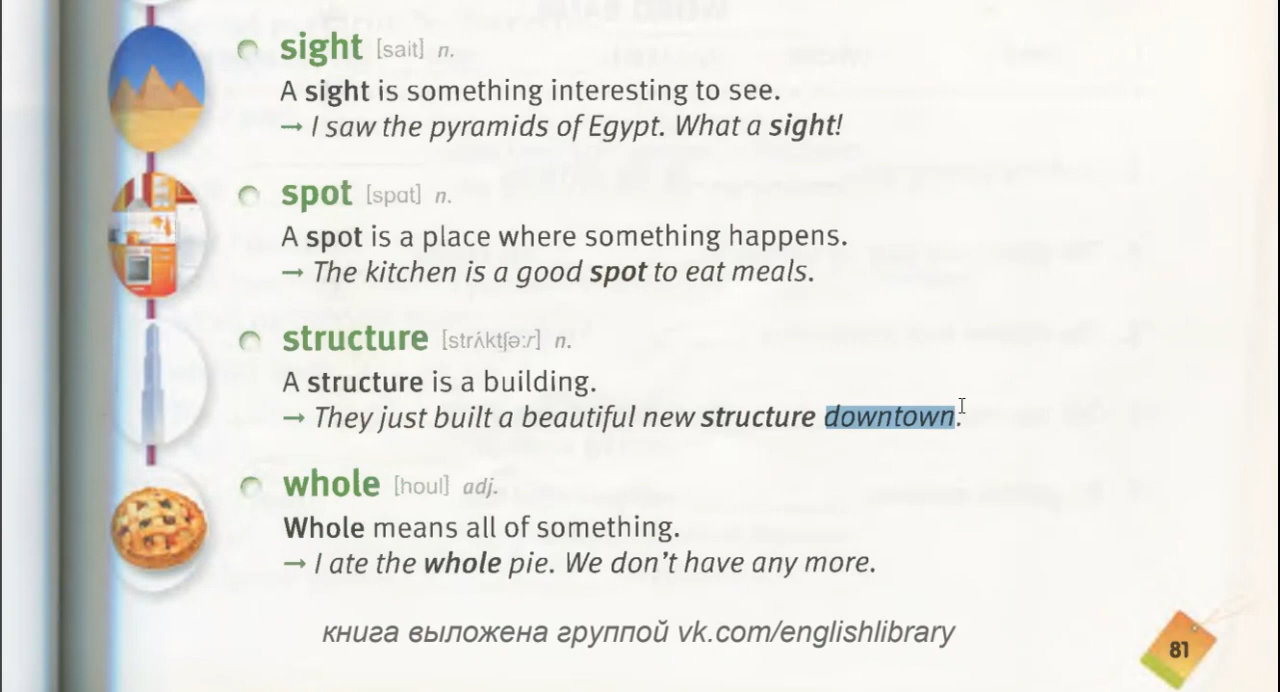 sight [sait] n.
A sight is something interesting to see.
→ I saw the pyramids of Egypt. What a sight!
spot [spɑt] n.
A spot is a place where something happens.
→ The kitchen is a good spot to eat meals.
structure [strʌ́ktʃə:r] n.
A structure is a building.
→ They just built a beautiful new structure downtown.
whole [houl] adj.
Whole means all of something.
→ I ate the whole pie. We don't have any more.
книга выложена группой vk.com/englishlibrary
81